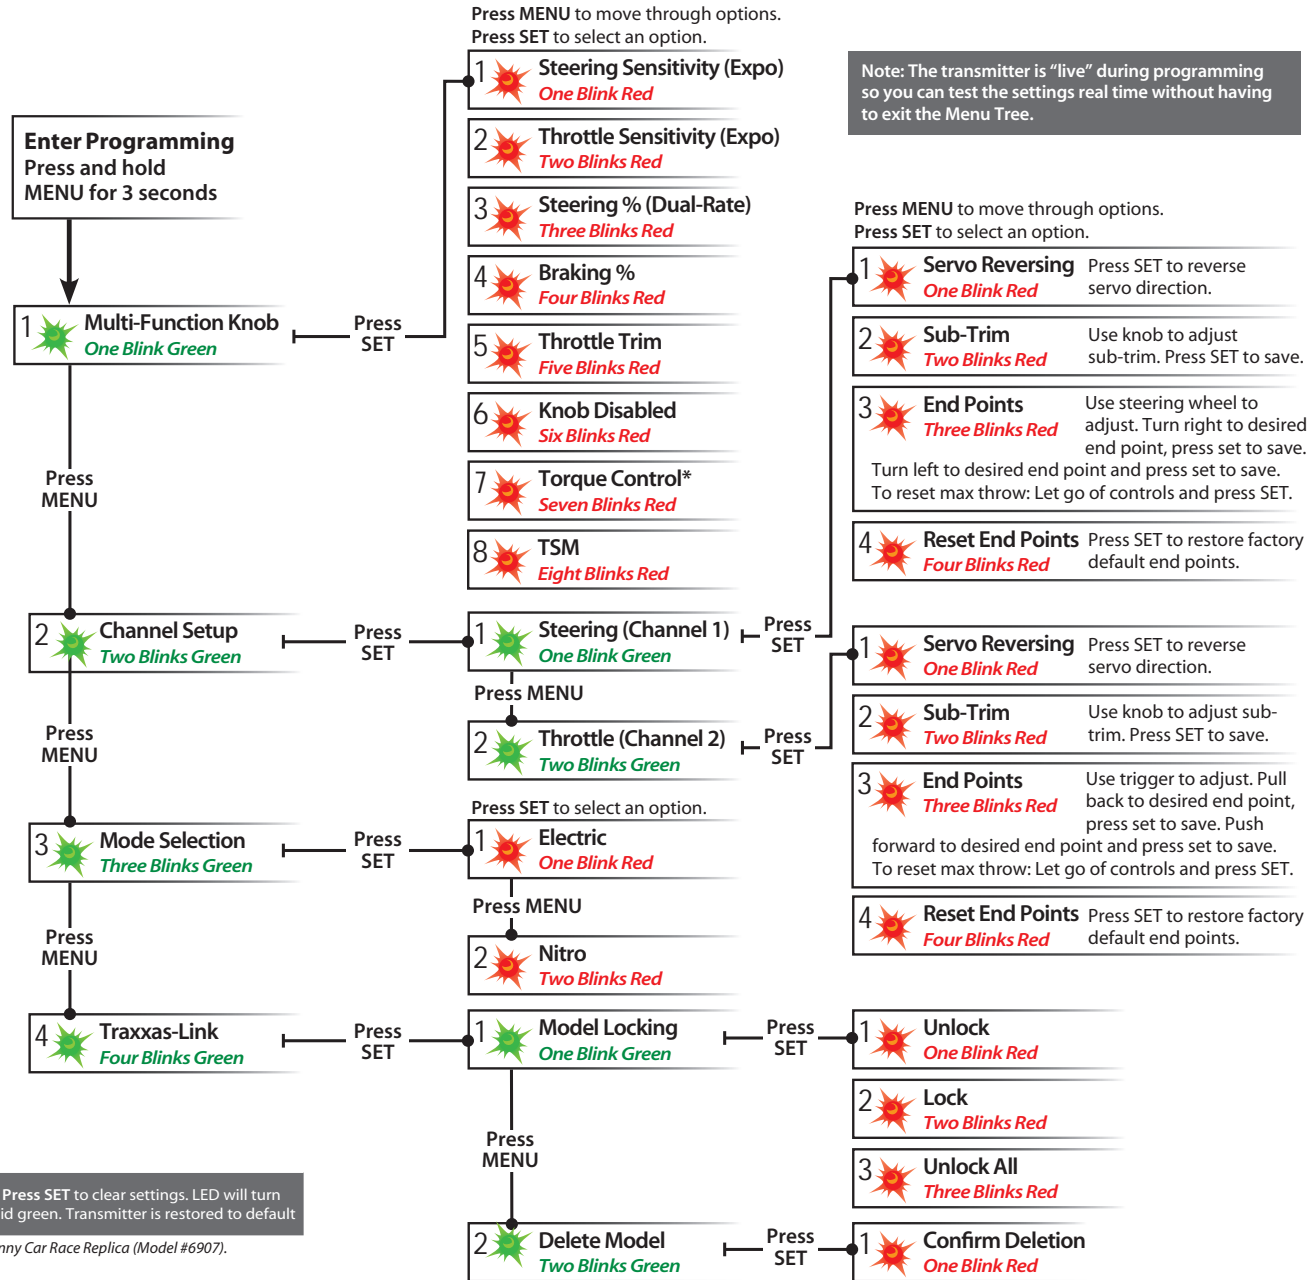 Press MENU to move through options.
Press SET to select an option.
1
Steering Sensitivity (Expo)
One Blink Red
2
Throttle Sensitivity (Expo)
Two Blinks Red
3
Steering % (Dual-Rate)
Three Blinks Red
4
Braking %
Four Blinks Red
5
Throttle Trim
Five Blinks Red
6
Knob Disabled
Six Blinks Red
7
Torque Control*
Seven Blinks Red
8
TSM
Eight Blinks Red
Note: The transmitter is “live” during programming
so you can test the settings real time without having
to exit the Menu Tree.
Enter Programming
Press and hold
MENU for 3 seconds
1
Multi-Function Knob
One Blink Green
Press
SET
Press
MENU
2
Channel Setup
Two Blinks Green
Press
SET
1
Steering (Channel 1)
One Blink Green
Press
SET
Press MENU
2
Throttle (Channel 2)
Two Blinks Green
Press
SET
Press MENU to move through options.
Press SET to select an option.
1
Servo Reversing
One Blink Red
Press SET to reverse
servo direction.
2
Sub-Trim
Two Blinks Red
Use knob to adjust
sub-trim. Press SET to save.
3
End Points
Three Blinks Red
Use steering wheel to
adjust. Turn right to desired
end point, press set to save.
Turn left to desired end point and press set to save.
To reset max throw: Let go of controls and press SET.
4
Reset End Points
Four Blinks Red
Press SET to restore factory
default end points.
1
Servo Reversing
One Blink Red
Press SET to reverse
servo direction.
2
Sub-Trim
Two Blinks Red
Use knob to adjust sub-
trim. Press SET to save.
3
End Points
Three Blinks Red
Use trigger to adjust. Pull
back to desired end point,
press set to save. Push
forward to desired end point and press set to save.
To reset max throw: Let go of controls and press SET.
4
Reset End Points
Four Blinks Red
Press SET to restore factory
default end points.
Press
MENU
3
Mode Selection
Three Blinks Green
Press
SET
Press SET to select an option.
1
Electric
One Blink Red
Press MENU
2
Nitro
Two Blinks Red
Press
MENU
4
Traxxas-Link
Four Blinks Green
Press
SET
1
Model Locking
One Blink Green
Press
SET
1
Unlock
One Blink Red
2
Lock
Two Blinks Red
3
Unlock All
Three Blinks Red
Press
MENU
2
Delete Model
Two Blinks Green
Press
SET
1
Confirm Deletion
One Blink Red
Press SET to clear settings. LED will turn
id green. Transmitter is restored to default
nny Car Race Replica (Model #6907).